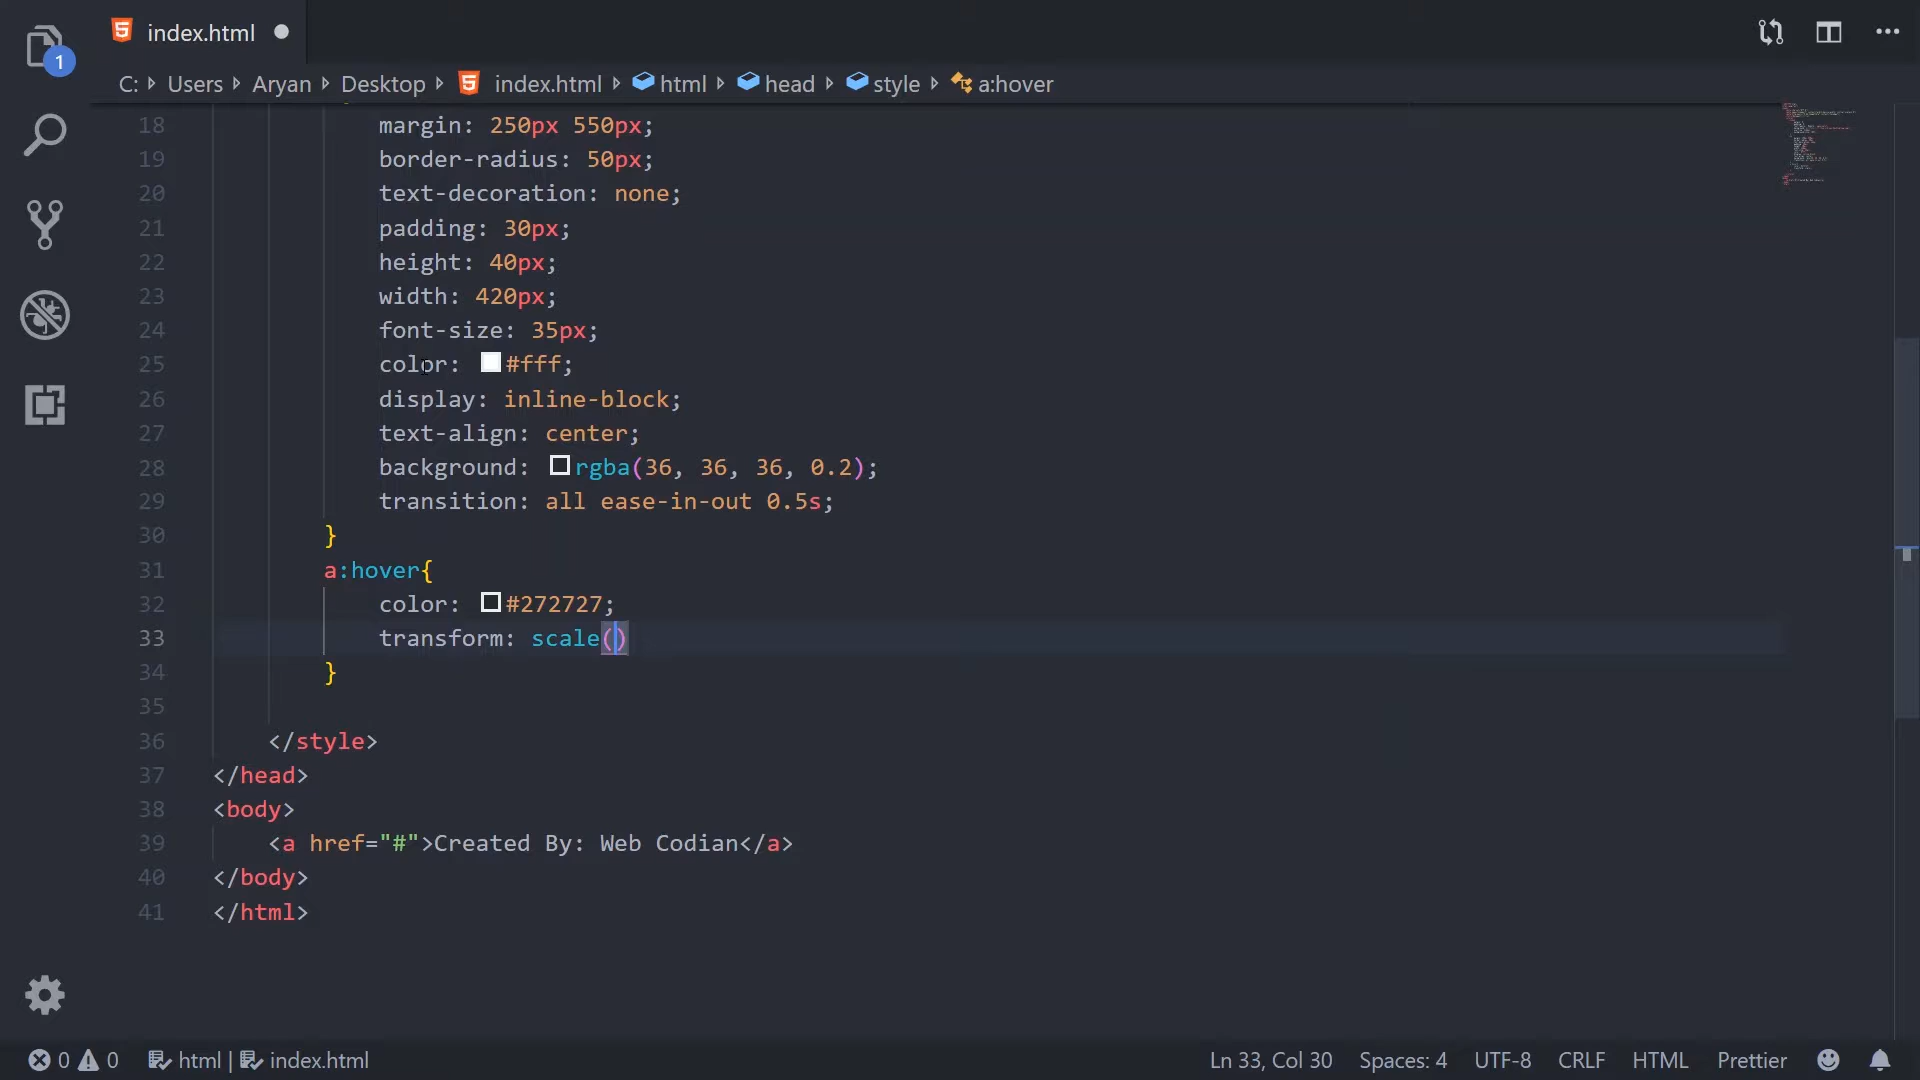 index.html
1
C: Users Aryan Desktop index.html html head style a:hover
18 margin: 250px 550px;
19 border-radius: 50px;
20 text-decoration: none;
21 padding: 30px;
22 height: 40px;
23 width: 420px;
24 font-size: 35px;
25 color: #fff;
26 display: inline-block;
27 text-align: center;
28 background: rgba(36, 36, 36, 0.2);
29 transition: all ease-in-out 0.5s;
30 }
31 a:hover{
32 color: #272727;
33 transform: scale()
34 }
35
36 </style>
37 </head>
38 <body>
39 <a href="#">Created By: Web Codian</a>
40 </body>
41 </html>
0 0 html | index.html Ln 33, Col 30 Spaces: 4 UTF-8 CRLF HTML Prettier